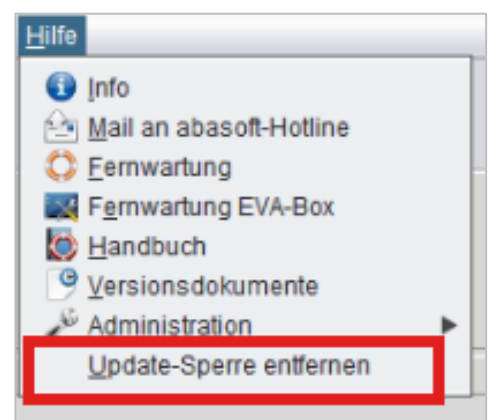 Hilfe
Info
Mail an abasoft-Hotline
Fernwartung
Fernwartung EVA-Box
Handbuch
Versionsdokumente
Administration
Update-Sperre entfernen